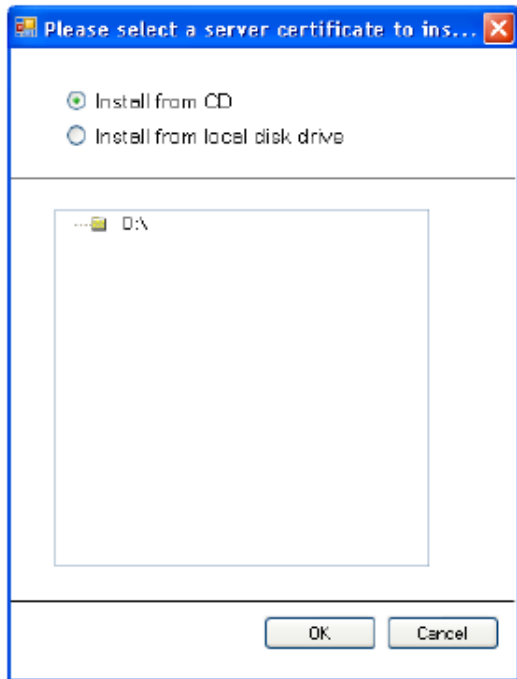 Please select a server certificate to ins...
Install from CD
Install from local disk drive
D:\
OK
Cancel